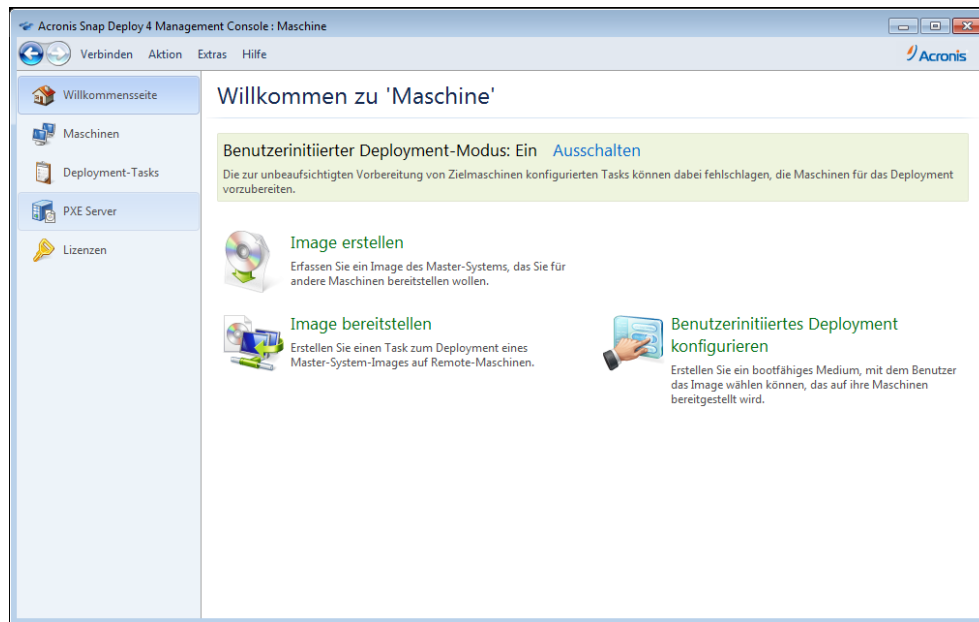 Acronis Snap Deploy 4 Management Console : Maschine
Verbinden Aktion Extras Hilfe
Acronis
Willkommensseite
Maschinen
Deployment-Tasks
PXE Server
Lizenzen
Willkommen zu 'Maschine'
Benutzerinitiierter Deployment-Modus: Ein Ausschalten
Die zur unbeaufsichtigten Vorbereitung von Zielmaschinen konfigurierten Tasks können dabei fehlschlagen, die Maschinen für das Deployment
vorzubereiten.
Image erstellen
Erfassen Sie ein Image des Master-Systems, das Sie für
andere Maschinen bereitstellen wollen.
Image bereitstellen
Erstellen Sie einen Task zum Deployment eines
Master-System-Images auf Remote-Maschinen.
Benutzerinitiiertes Deployment
konfigurieren
Erstellen Sie ein bootfähiges Medium, mit dem Benutzer
das Image wählen können, das auf ihre Maschinen
bereitgestellt wird.